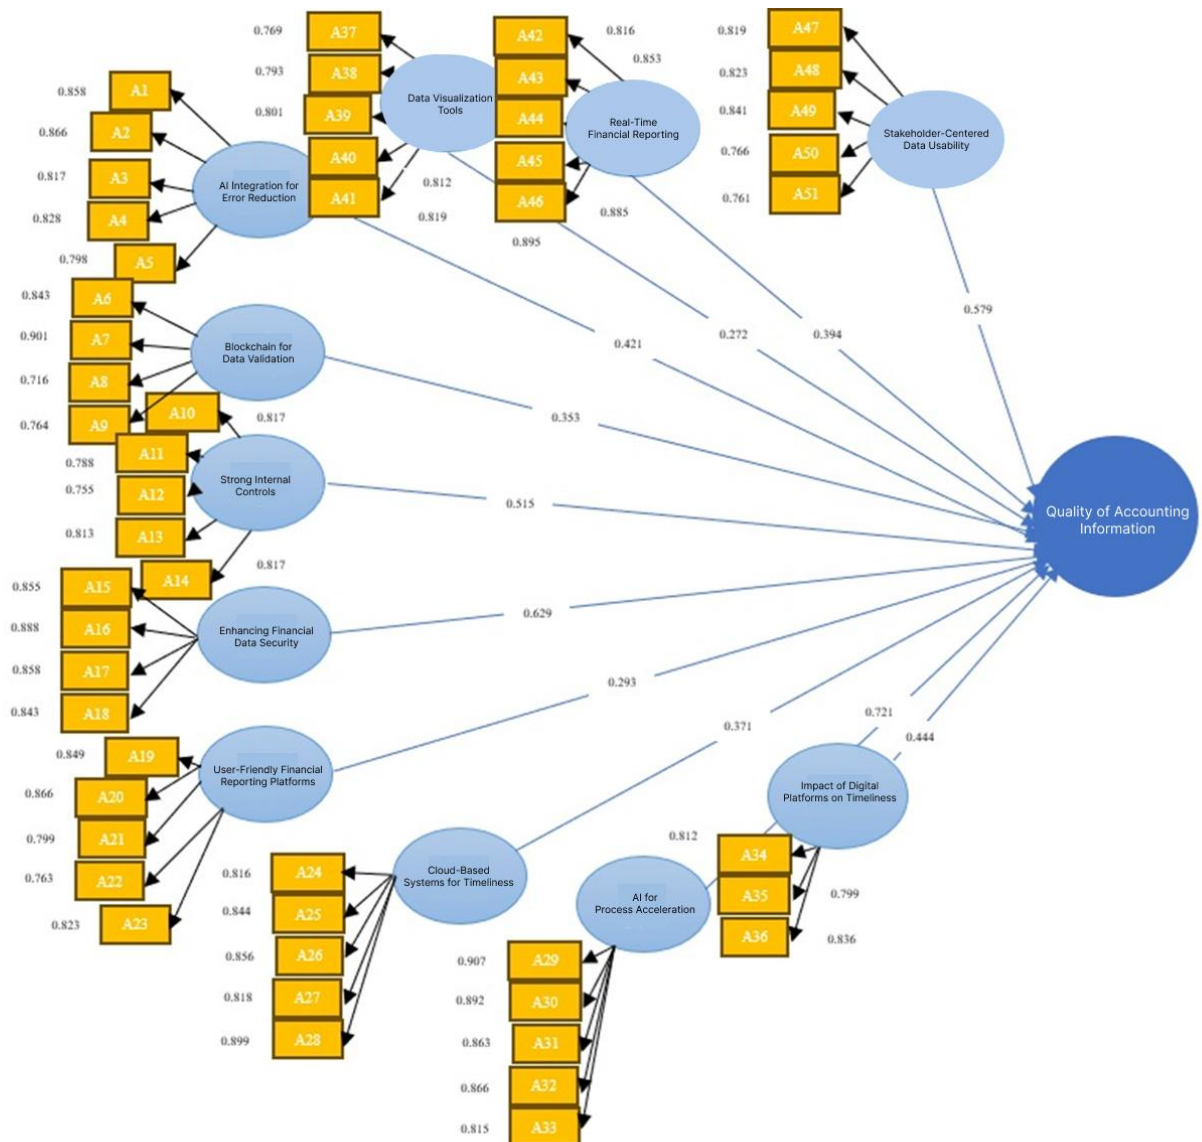 0.769
A37
0.793
A38
0.801
A39
A40
A41
Data Visualization
Tools
0.812
0.819
A42
0.816
A43
0.853
A44
A45
A46
Real-Time
Financial Reporting
0.885
0.895
0.819
A47
0.823
A48
0.841
A49
0.766
A50
0.761
A51
Stakeholder-Centered
Data Usability
0.858
A1
0.866
A2
0.817
A3
0.828
A4
0.798
A5
AI Integration for
Error Reduction
0.843
A6
0.901
A7
0.716
A8
0.764
A9
Blockchain for
Data Validation
A10
0.817
0.788
A11
0.755
A12
0.813
A13
A14
0.817
Strong Internal
Controls
0.855
A15
0.888
A16
0.858
A17
0.843
A18
Enhancing Financial
Data Security
0.849
A19
0.866
A20
0.799
A21
0.763
A22
0.823
A23
User-Friendly Financial
Reporting Platforms
0.816
A24
0.844
A25
0.856
A26
0.818
A27
0.899
A28
Cloud-Based
Systems for Timeliness
0.907
A29
0.892
A30
0.863
A31
0.866
A32
0.815
A33
AI for
Process Acceleration
0.812
A34
A35
0.799
A36
0.836
Impact of Digital
Platforms on Timeliness
0.421
0.272
0.394
0.579
0.353
0.515
0.629
0.293
0.371
0.721
0.444
Quality of Accounting
Information